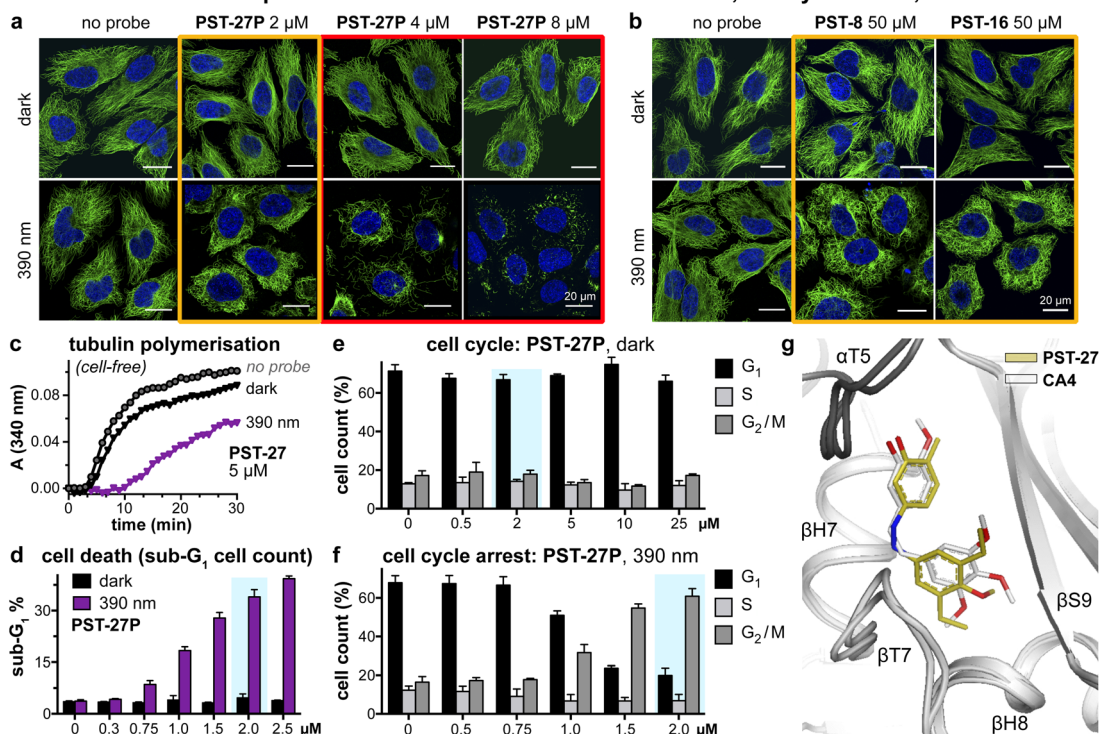 a
no probe
PST-27P 2 µM
PST-27P 4 µM
PST-27P 8 µM
dark
390 nm
20 µm
b
no probe
PST-8 50 µM
PST-16 50 µM
dark
390 nm
20 µm
c
tubulin polymerisation
(cell-free)
no probe
dark
390 nm
PST-27
5 µM
A (340 nm)
0.08
0.04
0.00
0
10
20
30
time (min)
d
cell death (sub-G1 cell count)
dark
390 nm
PST-27P
sub-G1 %
30
15
0
0 0.3 0.75 1.0 1.5 2.0 2.5 µM
e
cell cycle: PST-27P, dark
cell count (%)
60
40
20
0
0 0.5 2 5 10 25 µM
G1
S
G2/M
f
cell cycle arrest: PST-27P, 390 nm
cell count (%)
60
40
20
0
0 0.5 0.75 1.0 1.5 2.0 µM
G1
S
G2/M
g
αT5
PST-27
CA4
βH7
βS9
βT7
βH8